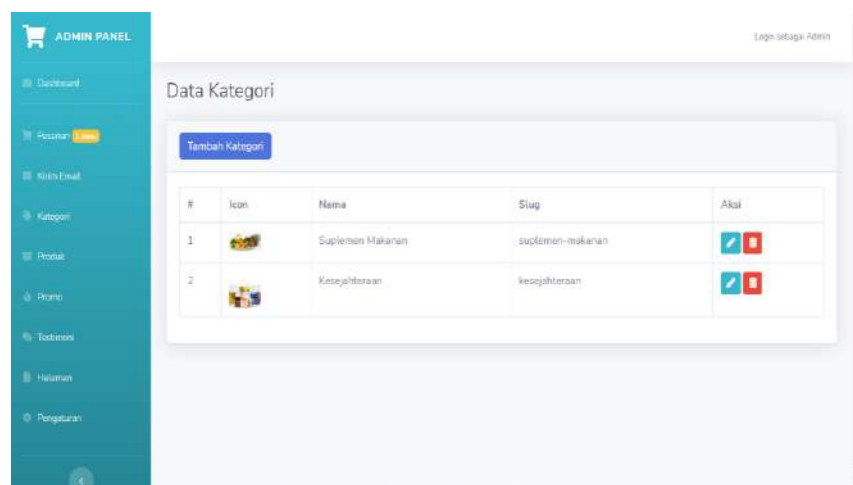 ADMIN PANEL
Login sebagai Admin
Dashboard
Pesanan
Kirim Email
Kategori
Produk
Promo
Testimoni
Halaman
Pengaturan
Data Kategori
Tambah Kategori
# Icon Nama Slug Aksi
1 Suplemen Makanan suplemen-makanan
2 Kesejahteraan kesejahteraan